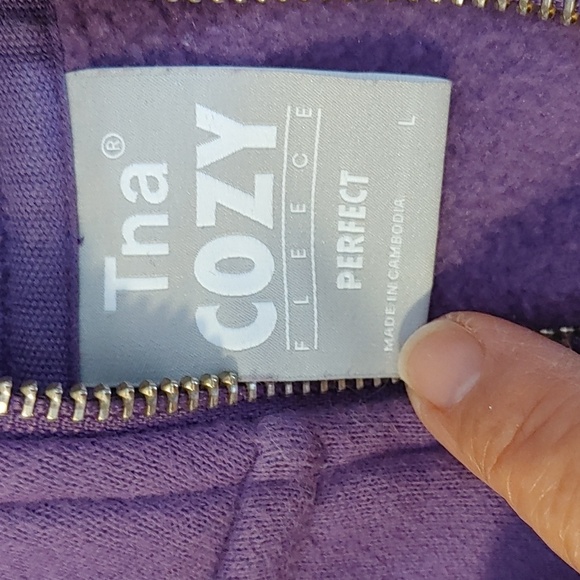 Tna®
COZY
FLEECE
PERFECT
MADE IN CAMBODIA
L